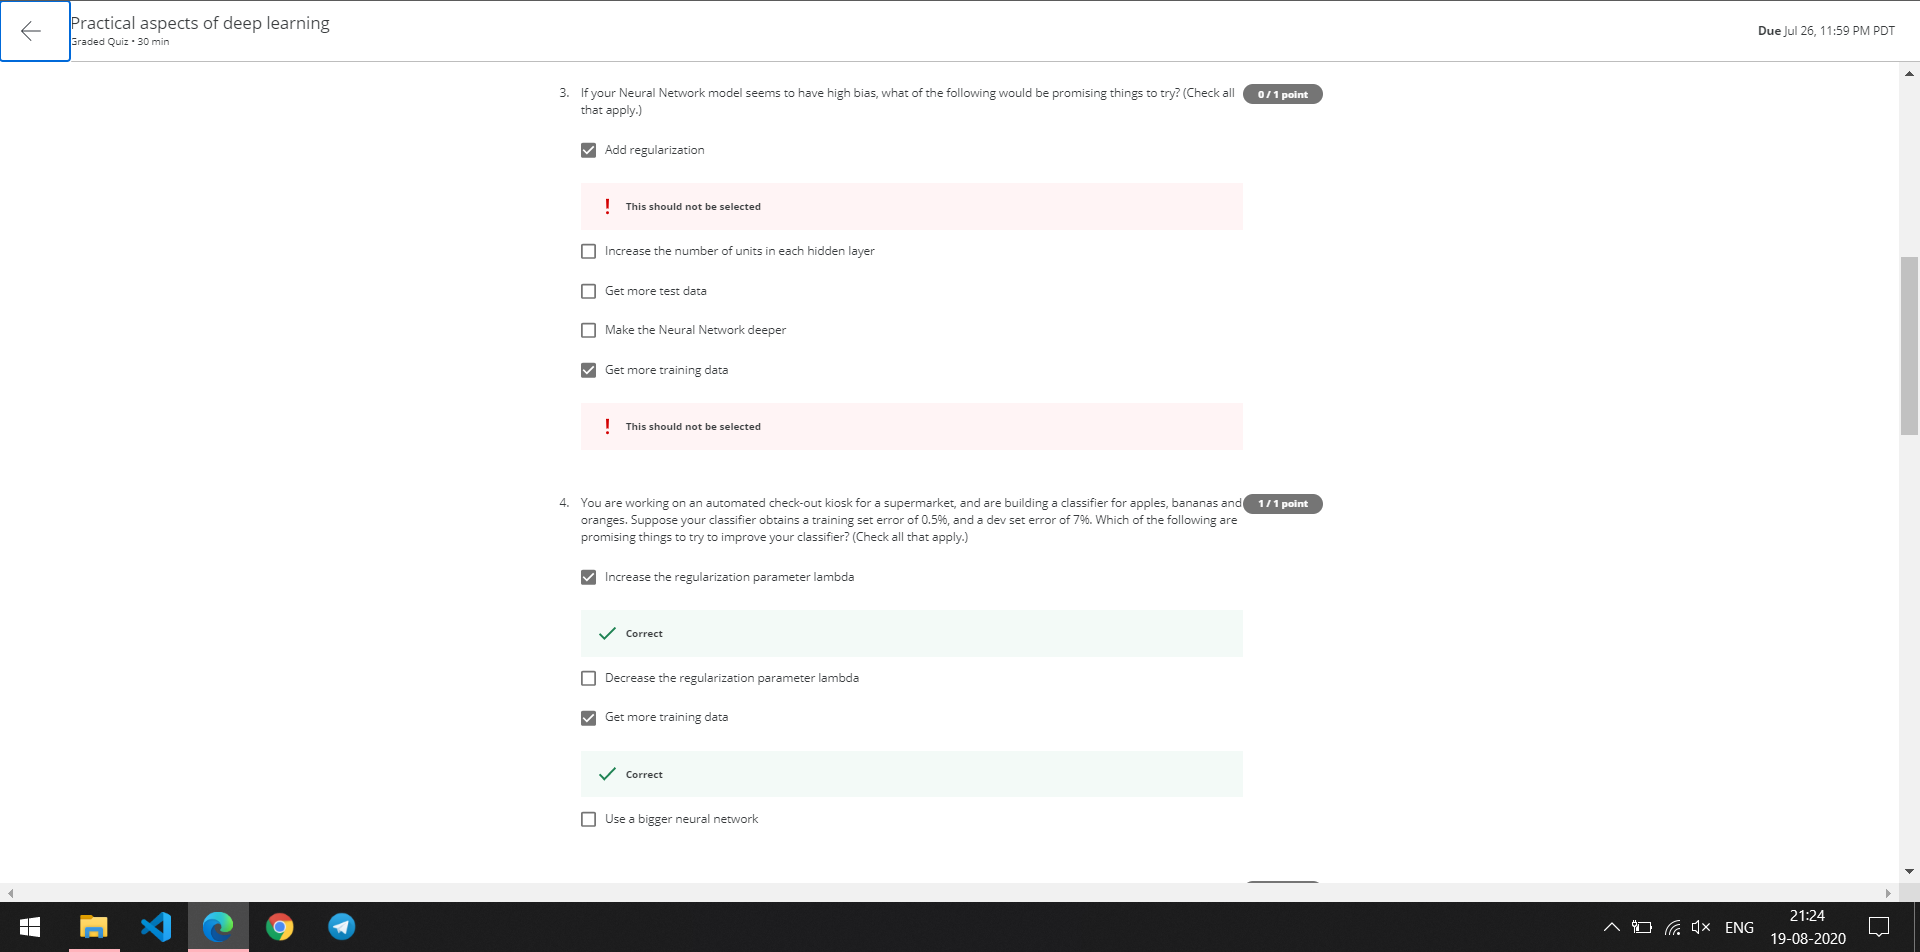 Practical aspects of deep learning
Graded Quiz • 30 min
Due Jul 26, 11:59 PM PDT
3. If your Neural Network model seems to have high bias, what of the following would be promising things to try? (Check all
that apply.)
0 / 1 point
Add regularization
! This should not be selected
Increase the number of units in each hidden layer
Get more test data
Make the Neural Network deeper
Get more training data
! This should not be selected
4. You are working on an automated check-out kiosk for a supermarket, and are building a classifier for apples, bananas and
oranges. Suppose your classifier obtains a training set error of 0.5%, and a dev set error of 7%. Which of the following are
promising things to try to improve your classifier? (Check all that apply.)
1 / 1 point
Increase the regularization parameter lambda
Correct
Decrease the regularization parameter lambda
Get more training data
Correct
Use a bigger neural network
ENG
21:24
19-08-2020